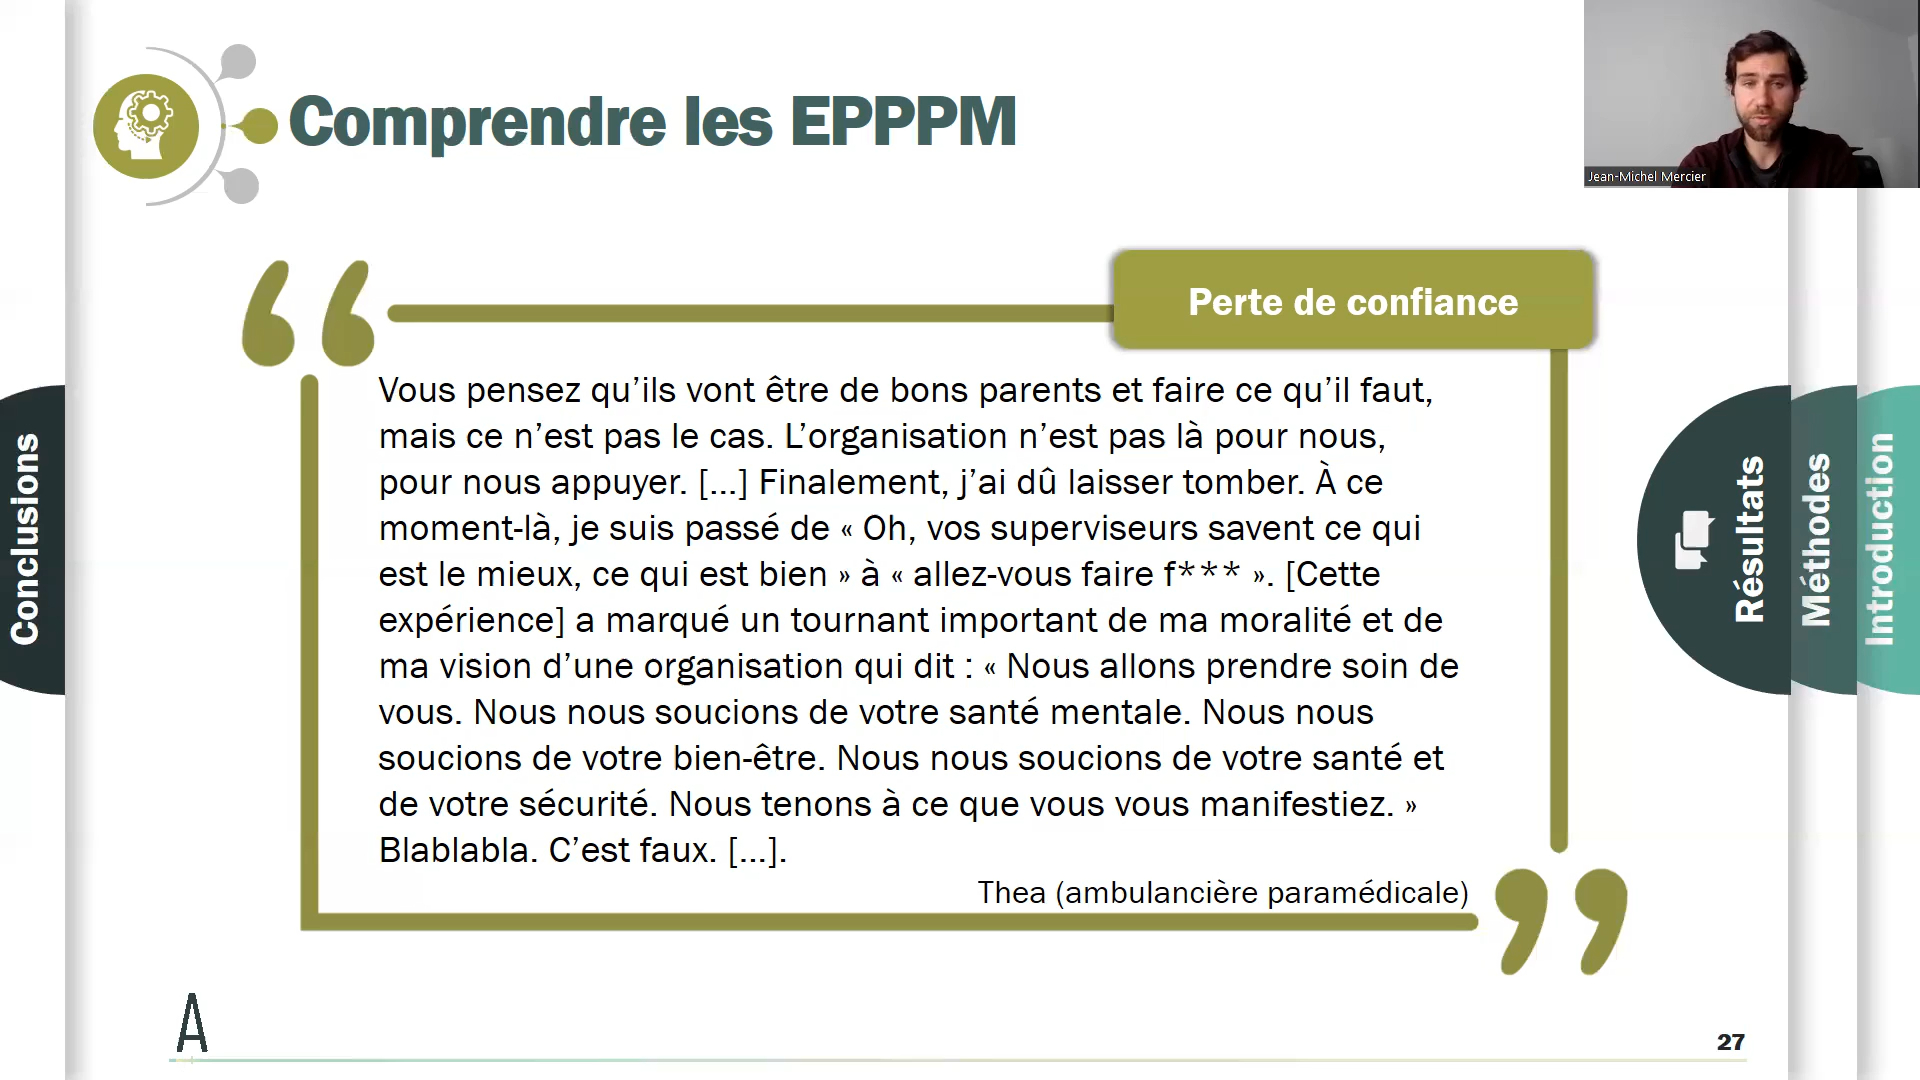 Comprendre les EPPPM
Jean-Michel Mercier
Perte de confiance
Vous pensez qu’ils vont être de bons parents et faire ce qu’il faut,
mais ce n’est pas le cas. L’organisation n’est pas là pour nous,
pour nous appuyer. [...] Finalement, j’ai dû laisser tomber. À ce
moment-là, je suis passé de « Oh, vos superviseurs savent ce qui
est le mieux, ce qui est bien » à « allez-vous faire f*** ». [Cette
expérience] a marqué un tournant important de ma moralité et de
ma vision d’une organisation qui dit : « Nous allons prendre soin de
vous. Nous nous soucions de votre santé mentale. Nous nous
soucions de votre bien-être. Nous nous soucions de votre santé et
de votre sécurité. Nous tenons à ce que vous vous manifestiez. »
Blablabla. C’est faux. [...].
Thea (ambulancière paramédicale)
Conclusions
Résultats
Méthodes
Introduction
A
27